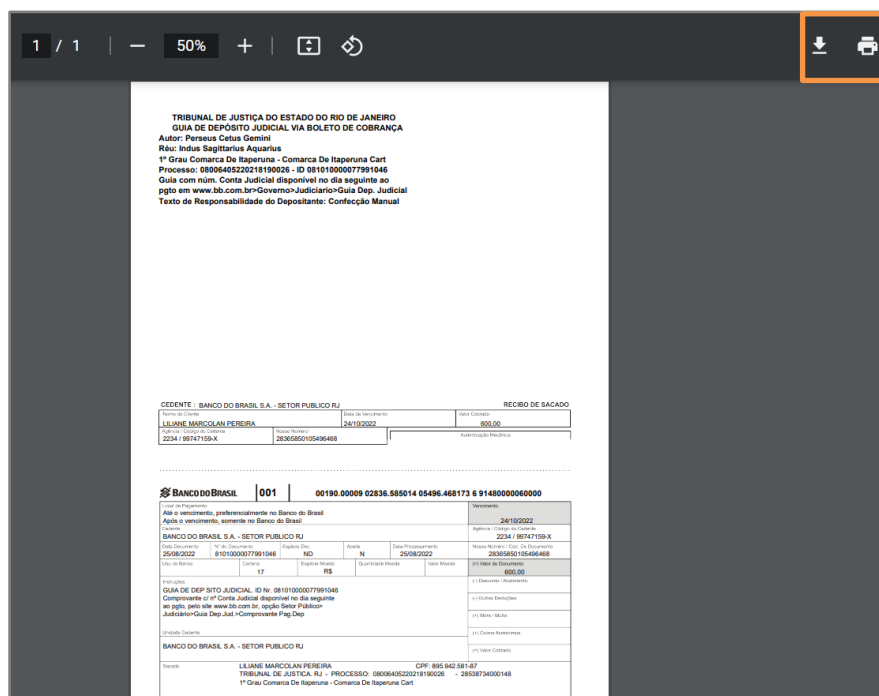 1 / 1
50%
TRIBUNAL DE JUSTIÇA DO ESTADO DO RIO DE JANEIRO
GUIA DE DEPÓSITO JUDICIAL VIA BOLETO DE COBRANÇA
Autor: Perseus Cetus Gemini
Réu: Indus Sagittarius Aquarius
1º Grau Comarca De Itaperuna - Comarca De Itaperuna Cart
Processo: 08006405220218190026 - ID 081010000077991046
Guia com núm. Conta Judicial disponível no dia seguinte ao
pgto em www.bb.com.br>Governo>Judiciario>Guia Dep. Judicial
Texto de Responsabilidade do Depositante: Confecção Manual
CEDENTE : BANCO DO BRASIL S.A. - SETOR PUBLICO RJ RECIBO DE SACADO
Nome do Cliente Data de Vencimento Valor Cobrado
LILIANE MARCOLAN PEREIRA 24/10/2022 600,00
Agência / Código do Cedente Nosso Número Autenticação Mecânica
2234 / 99747159-X 28365850105496468
BANCO DO BRASIL 001 00190.00009 02836.585014 05496.468173 6 91480000060000
Local de Pagamento Vencimento
Até o vencimento, preferencialmente no Banco do Brasil
Após o vencimento, somente no Banco do Brasil 24/10/2022
Cedente Agência / Código do Cedente
BANCO DO BRASIL S.A. - SETOR PUBLICO RJ 2234 / 99747159-X
Data Documento Nº do Documento Espécie Doc. Aceite Data Processamento Nosso Número / Cód. Do Documento
25/08/2022 81010000077991046 ND N 25/08/2022 28365850105496468
Uso do Banco Carteira Espécie Moeda Quantidade Moeda Valor Moeda (=) Valor do Documento
17 R$ 600,00
Instruções (-) Desconto / Abatimento
GUIA DE DEP SITO JUDICIAL. ID Nr. 081010000077991046
Comprovante c/ nº Conta Judicial disponível no dia seguinte (-) Outras Deduções
ao pgto, pelo site www.bb.com.br, opção Setor Público>
Judiciário>Guia Dep.Jud.>Comprovante Pag.Dep (+) Mora / Multa
Unidade Cedente (+) Outros Acréscimos
BANCO DO BRASIL S.A. - SETOR PUBLICO RJ (=) Valor Cobrado
Sacado LILIANE MARCOLAN PEREIRA CPF: 895.942.581-87
TRIBUNAL DE JUSTICA. RJ - PROCESSO: 08006405220218190026 - 28538734000148
1º Grau Comarca De Itaperuna - Comarca De Itaperuna Cart